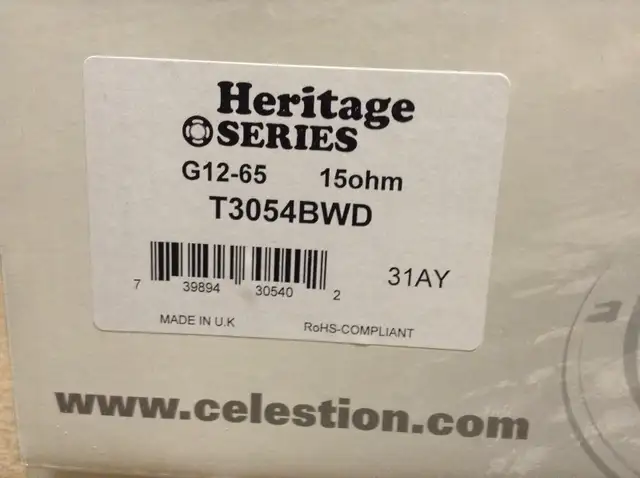 Heritage
SERIES
G12-65 15ohm
T3054BWD
7 39894 30540 2
31AY
MADE IN U.K
RoHS-COMPLIANT
www.celestion.com